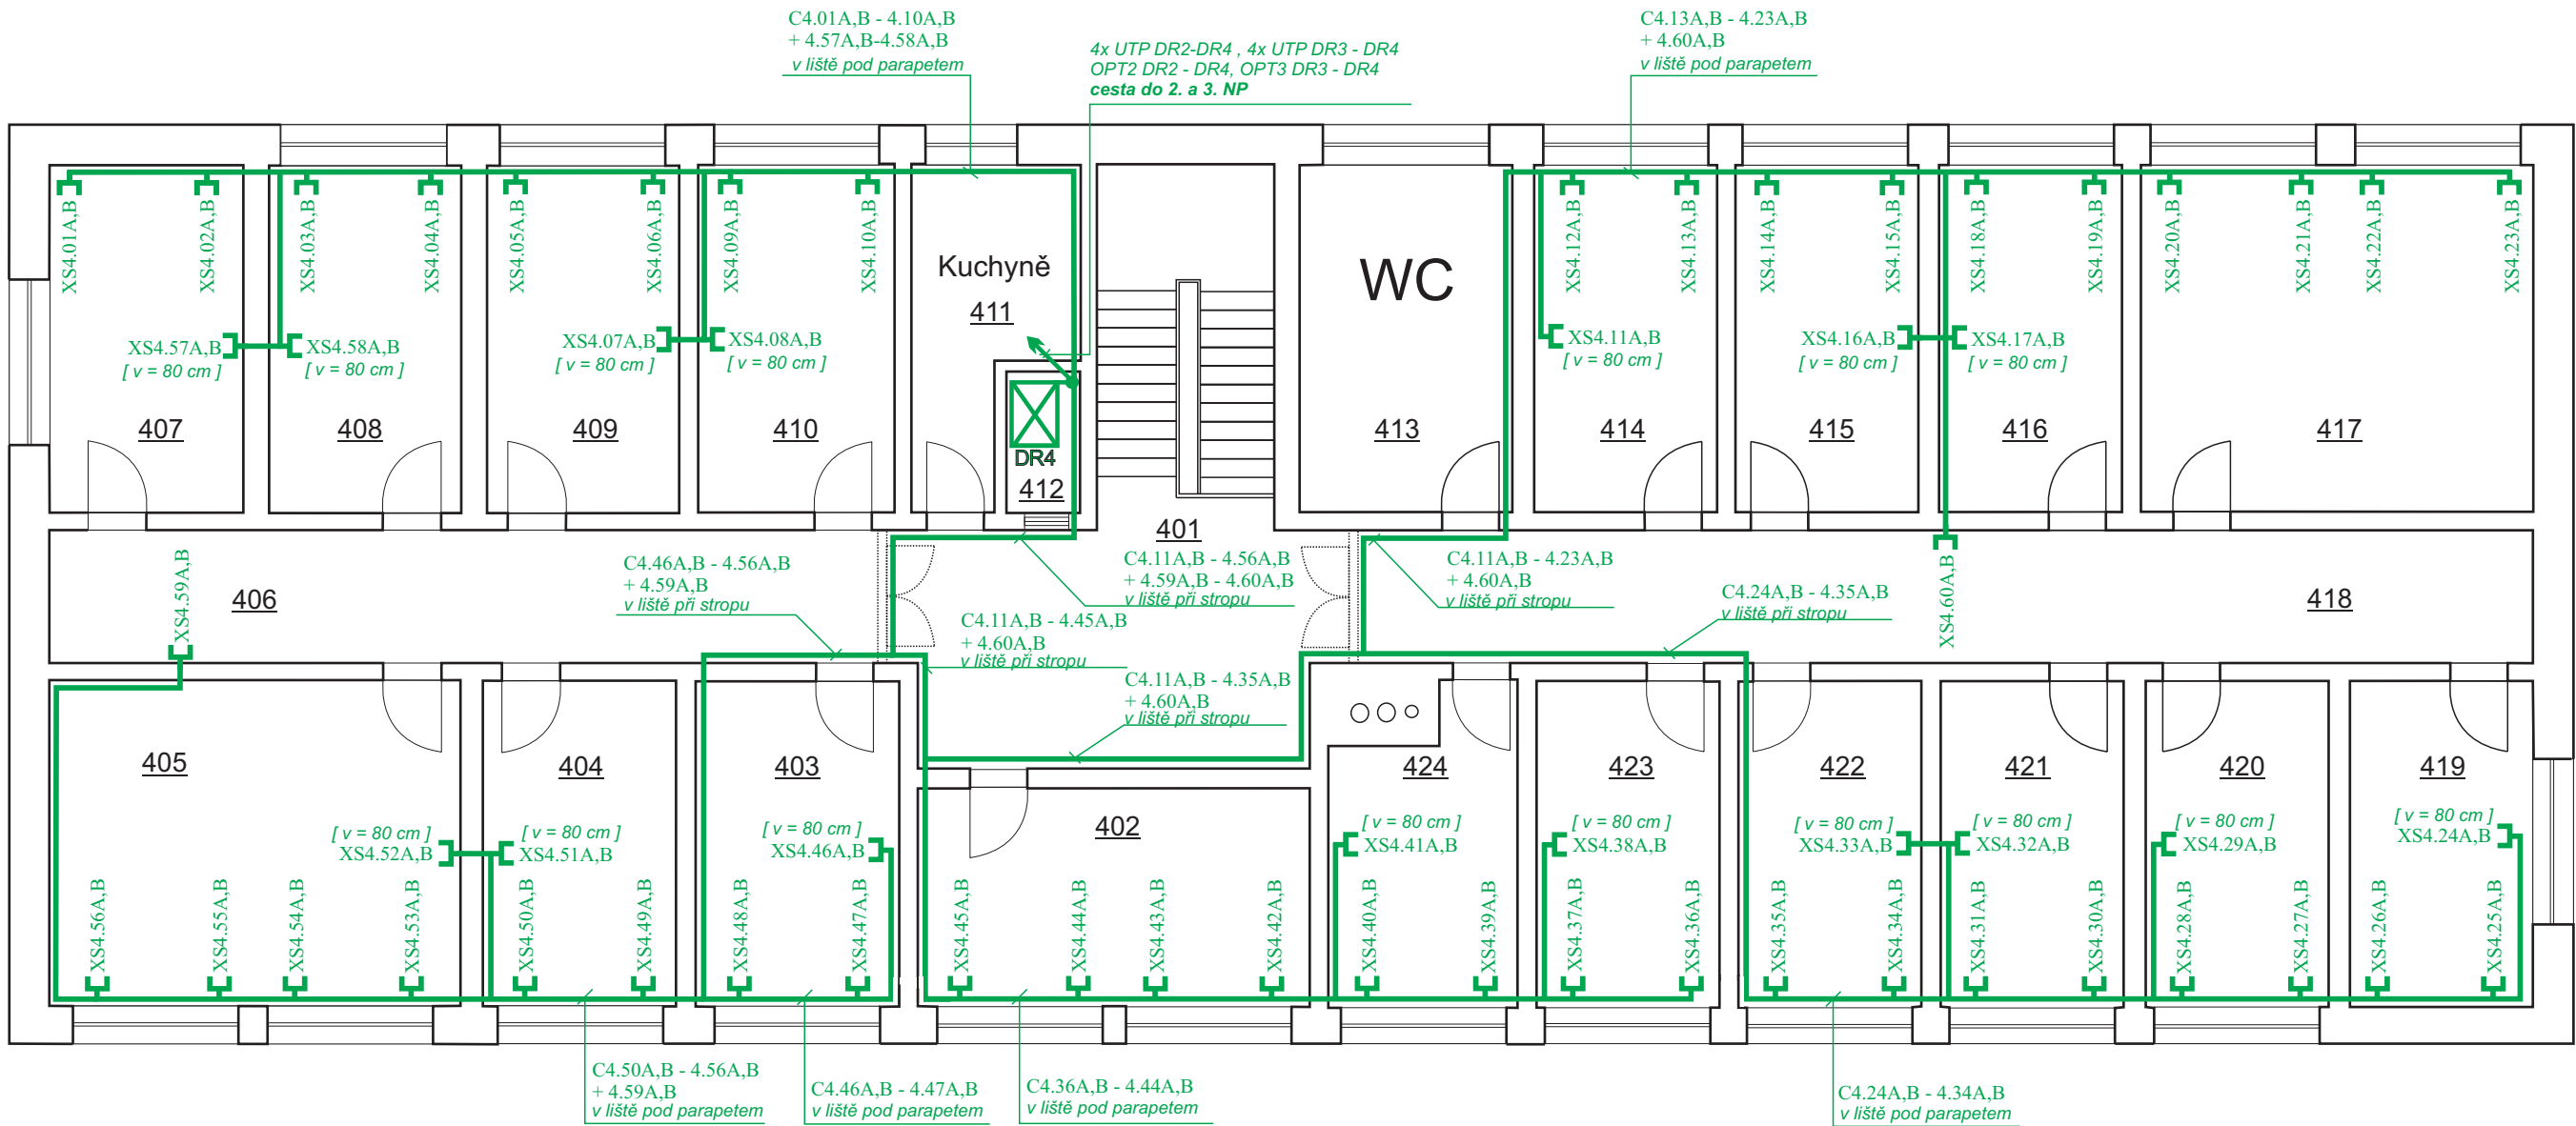 C4.01A,B - 4.10A,B
+ 4.57A,B-4.58A,B
v liště pod parapetem
4x UTP DR2-DR4 , 4x UTP DR3 - DR4
OPT2 DR2 - DR4, OPT3 DR3 - DR4
cesta do 2. a 3. NP
C4.13A,B - 4.23A,B
+ 4.60A,B
v liště pod parapetem
XS4.01A,B
XS4.02A,B
XS4.03A,B
XS4.04A,B
XS4.05A,B
XS4.06A,B
XS4.09A,B
XS4.10A,B
Kuchyně
411
WC
XS4.12A,B
XS4.13A,B
XS4.14A,B
XS4.15A,B
XS4.18A,B
XS4.19A,B
XS4.20A,B
XS4.21A,B
XS4.22A,B
XS4.23A,B
XS4.57A,B
[ v = 80 cm ]
XS4.58A,B
[ v = 80 cm ]
XS4.07A,B
[ v = 80 cm ]
XS4.08A,B
[ v = 80 cm ]
XS4.11A,B
[ v = 80 cm ]
XS4.16A,B
[ v = 80 cm ]
XS4.17A,B
[ v = 80 cm ]
407
408
409
410
DR4
412
413
414
415
416
417
401
XS4.59A,B
406
C4.46A,B - 4.56A,B
+ 4.59A,B
v liště při stropu
C4.11A,B - 4.56A,B
+ 4.59A,B - 4.60A,B
v liště při stropu
C4.11A,B - 4.23A,B
+ 4.60A,B
v liště při stropu
C4.24A,B - 4.35A,B
v liště při stropu
XS4.60A,B
418
C4.11A,B - 4.45A,B
+ 4.60A,B
v liště při stropu
C4.11A,B - 4.35A,B
+ 4.60A,B
v liště při stropu
405
404
403
402
424
423
422
421
420
419
[ v = 80 cm ]
XS4.52A,B
[ v = 80 cm ]
XS4.51A,B
[ v = 80 cm ]
XS4.46A,B
[ v = 80 cm ]
XS4.41A,B
[ v = 80 cm ]
XS4.38A,B
[ v = 80 cm ]
XS4.33A,B
[ v = 80 cm ]
XS4.32A,B
[ v = 80 cm ]
XS4.29A,B
[ v = 80 cm ]
XS4.24A,B
XS4.56A,B
XS4.55A,B
XS4.54A,B
XS4.53A,B
XS4.50A,B
XS4.49A,B
XS4.48A,B
XS4.47A,B
XS4.45A,B
XS4.44A,B
XS4.43A,B
XS4.42A,B
XS4.40A,B
XS4.39A,B
XS4.37A,B
XS4.36A,B
XS4.35A,B
XS4.34A,B
XS4.31A,B
XS4.30A,B
XS4.28A,B
XS4.27A,B
XS4.26A,B
XS4.25A,B
C4.50A,B - 4.56A,B
+ 4.59A,B
v liště pod parapetem
C4.46A,B - 4.47A,B
v liště pod parapetem
C4.36A,B - 4.44A,B
v liště pod parapetem
C4.24A,B - 4.34A,B
v liště pod parapetem